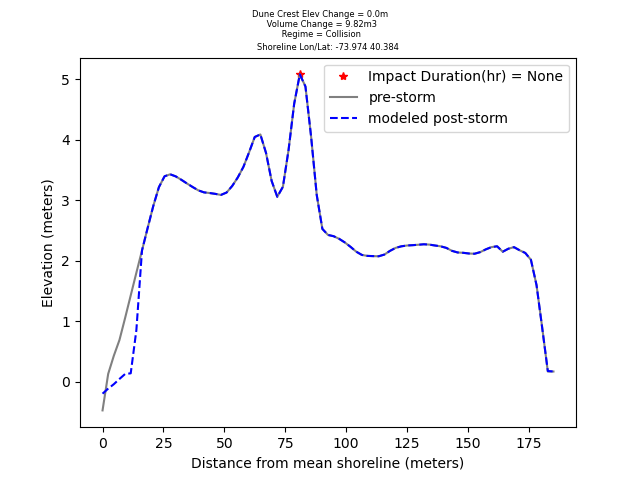 Dune Crest Elev Change = 0.0m
Volume Change = 9.82m3
Regime = Collision
Shoreline Lon/Lat: -73.974 40.384
Impact Duration(hr) = None
pre-storm
modeled post-storm
Elevation (meters)
5
4
3
2
1
0
0 25 50 75 100 125 150 175
Distance from mean shoreline (meters)